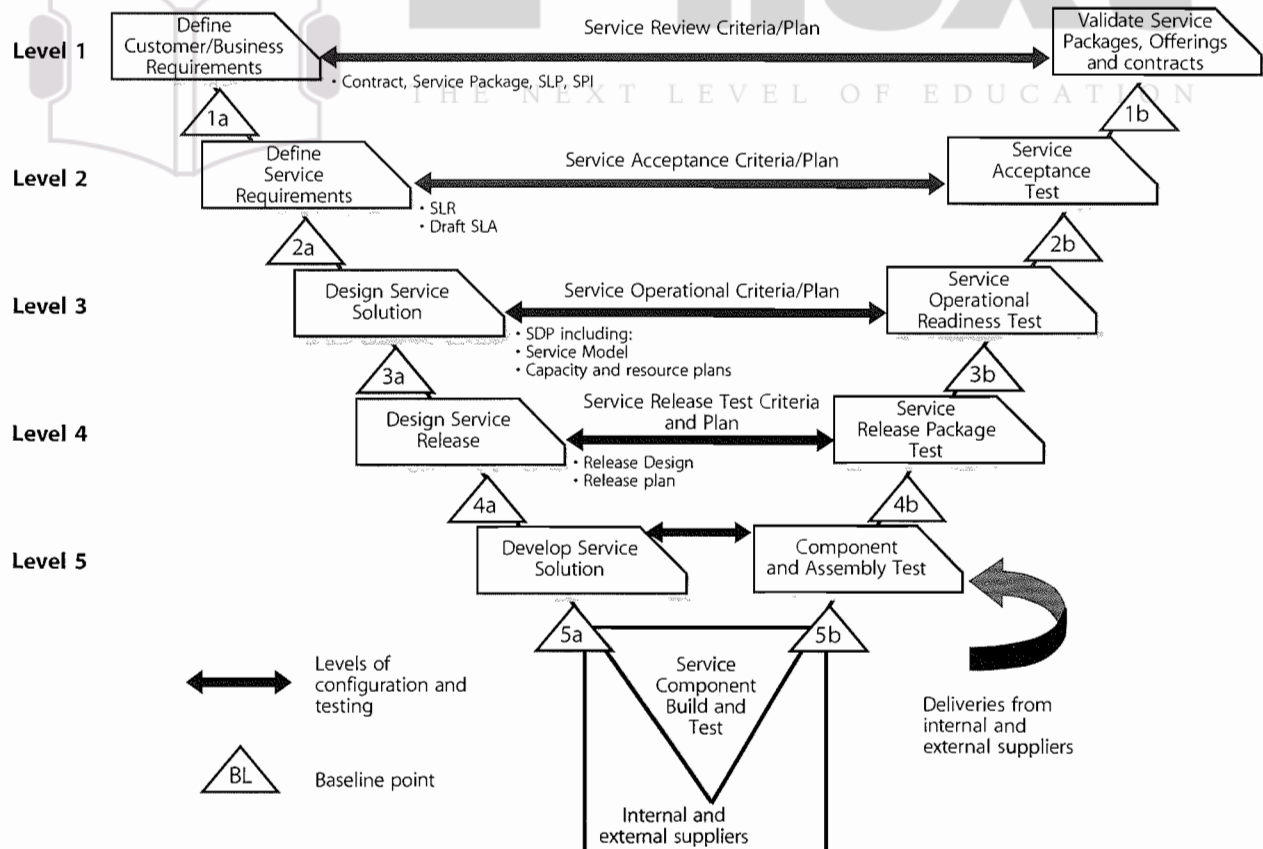 Level 1
Define
Customer/Business
Requirements
Service Review Criteria/Plan
• Contract, Service Package, SLP, SPI
Validate Service
Packages, Offerings
and contracts
THE NEXT LEVEL OF EDUCATION
1a
1b
Level 2
Define
Service
Requirements
Service Acceptance Criteria/Plan
• SLR
• Draft SLA
Service
Acceptance
Test
2a
2b
Level 3
Design Service
Solution
Service Operational Criteria/Plan
• SDP including:
• Service Model
• Capacity and resource plans
Service
Operational
Readiness Test
3a
3b
Level 4
Design Service
Release
Service Release Test Criteria
and Plan
• Release Design
• Release plan
Service
Release Package
Test
4a
4b
Level 5
Develop Service
Solution
Component
and Assembly Test
5a
5b
Service
Component
Build and
Test
Internal and
external suppliers
Deliveries from
internal and
external suppliers
Levels of
configuration and
testing
BL
Baseline point